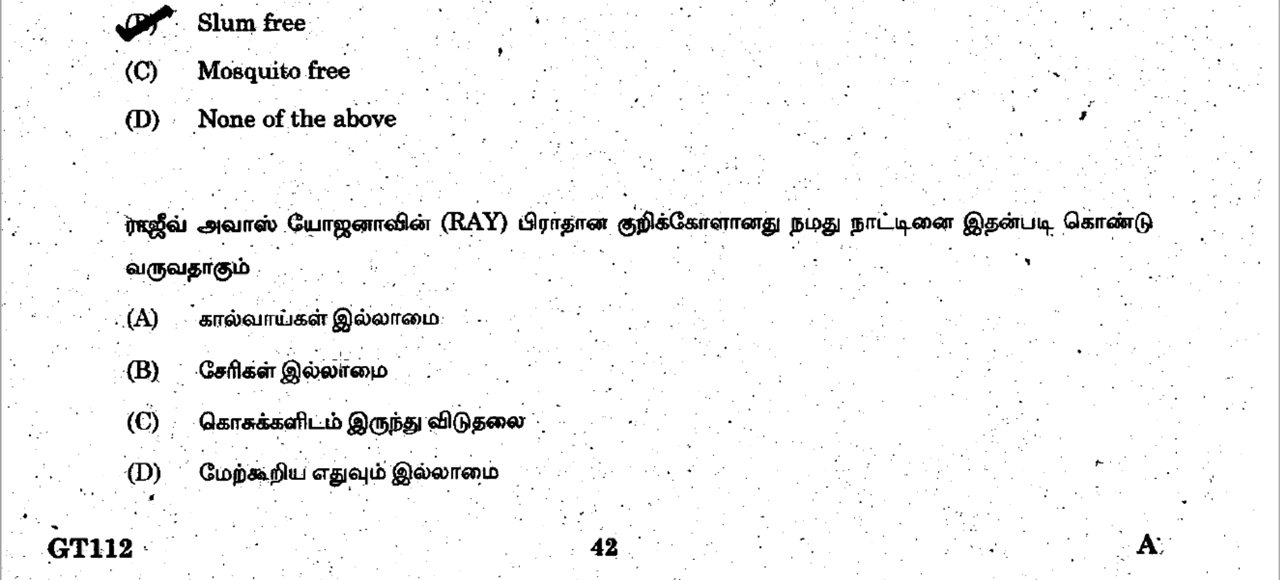 (B) Slum free
(C) Mosquito free
(D) None of the above
ராஜீவ் அவாஸ் யோஜனாவின் (RAY) பிராதான குறிக்கோளானது நமது நாட்டினை இதன்படி கொண்டு
வருவதாகும்
(A) கால்வாய்கள் இல்லாமை
(B) சேரிகள் இல்லாமை
(C) கொசுக்களிடம் இருந்து விடுதலை
(D) மேற்கூறிய எதுவும் இல்லாமை
GT112 42 A